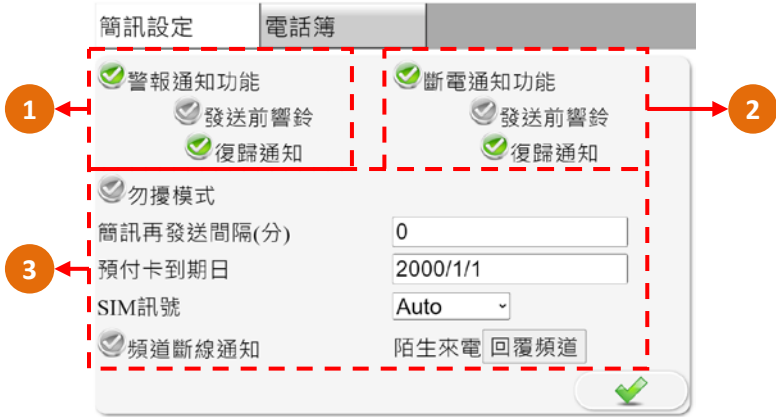 簡訊設定 電話簿
警報通知功能 斷電通知功能
發送前響鈴 發送前響鈴
復歸通知 復歸通知
1
2
勿擾模式
簡訊再發送間隔(分) 0
預付卡到期日 2000/1/1
3
SIM訊號 Auto
頻道斷線通知 陌生來電 回覆頻道